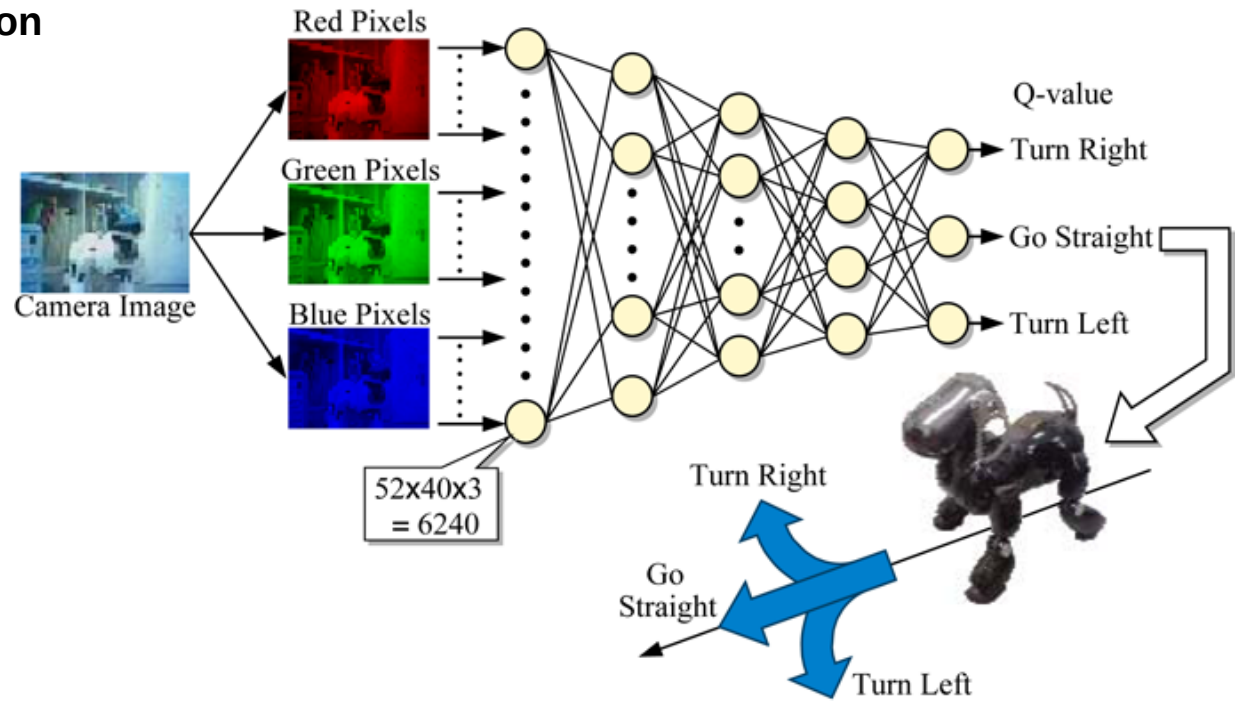 on
Red Pixels
Green Pixels
Camera Image
Blue Pixels
52x40x3
= 6240
Q-value
Turn Right
Go Straight
Turn Left
Turn Right
Go
Straight
Turn Left